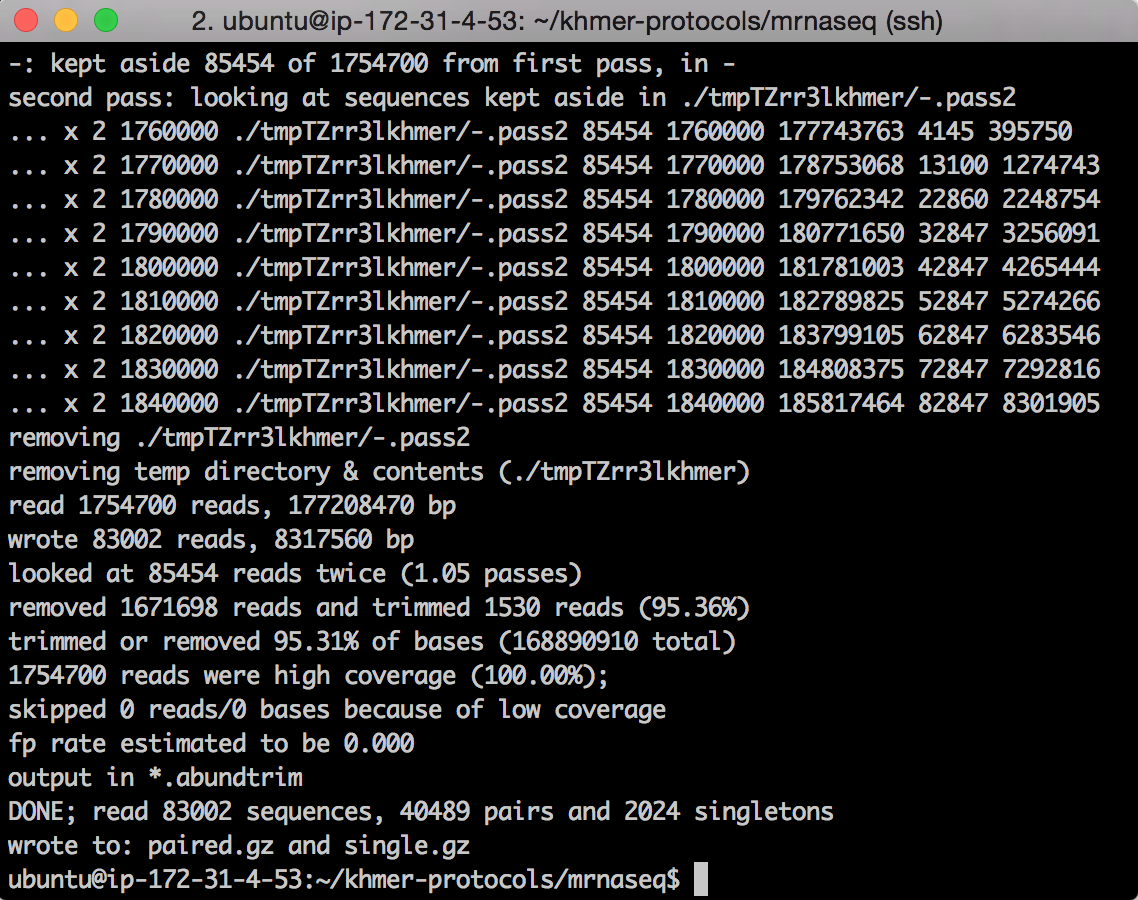 2. ubuntu@ip-172-31-4-53: ~/khmer-protocols/mrnaseq (ssh)
-: kept aside 85454 of 1754700 from first pass, in -
second pass: looking at sequences kept aside in ./tmpTZrr3lkhmer/-.pass2
... x 2 1760000 ./tmpTZrr3lkhmer/-.pass2 85454 1760000 177743763 4145 395750
... x 2 1770000 ./tmpTZrr3lkhmer/-.pass2 85454 1770000 178753068 13100 1274743
... x 2 1780000 ./tmpTZrr3lkhmer/-.pass2 85454 1780000 179762342 22860 2248754
... x 2 1790000 ./tmpTZrr3lkhmer/-.pass2 85454 1790000 180771650 32847 3256091
... x 2 1800000 ./tmpTZrr3lkhmer/-.pass2 85454 1800000 181781003 42847 4265444
... x 2 1810000 ./tmpTZrr3lkhmer/-.pass2 85454 1810000 182789825 52847 5274266
... x 2 1820000 ./tmpTZrr3lkhmer/-.pass2 85454 1820000 183799105 62847 6283546
... x 2 1830000 ./tmpTZrr3lkhmer/-.pass2 85454 1830000 184808375 72847 7292816
... x 2 1840000 ./tmpTZrr3lkhmer/-.pass2 85454 1840000 185817464 82847 8301905
removing ./tmpTZrr3lkhmer/-.pass2
removing temp directory & contents (./tmpTZrr3lkhmer)
read 1754700 reads, 177208470 bp
wrote 83002 reads, 8317560 bp
looked at 85454 reads twice (1.05 passes)
removed 1671698 reads and trimmed 1530 reads (95.36%)
trimmed or removed 95.31% of bases (168890910 total)
1754700 reads were high coverage (100.00%);
skipped 0 reads/0 bases because of low coverage
fp rate estimated to be 0.000
output in *.abundtrim
DONE; read 83002 sequences, 40489 pairs and 2024 singletons
wrote to: paired.gz and single.gz
ubuntu@ip-172-31-4-53:~/khmer-protocols/mrnaseq$